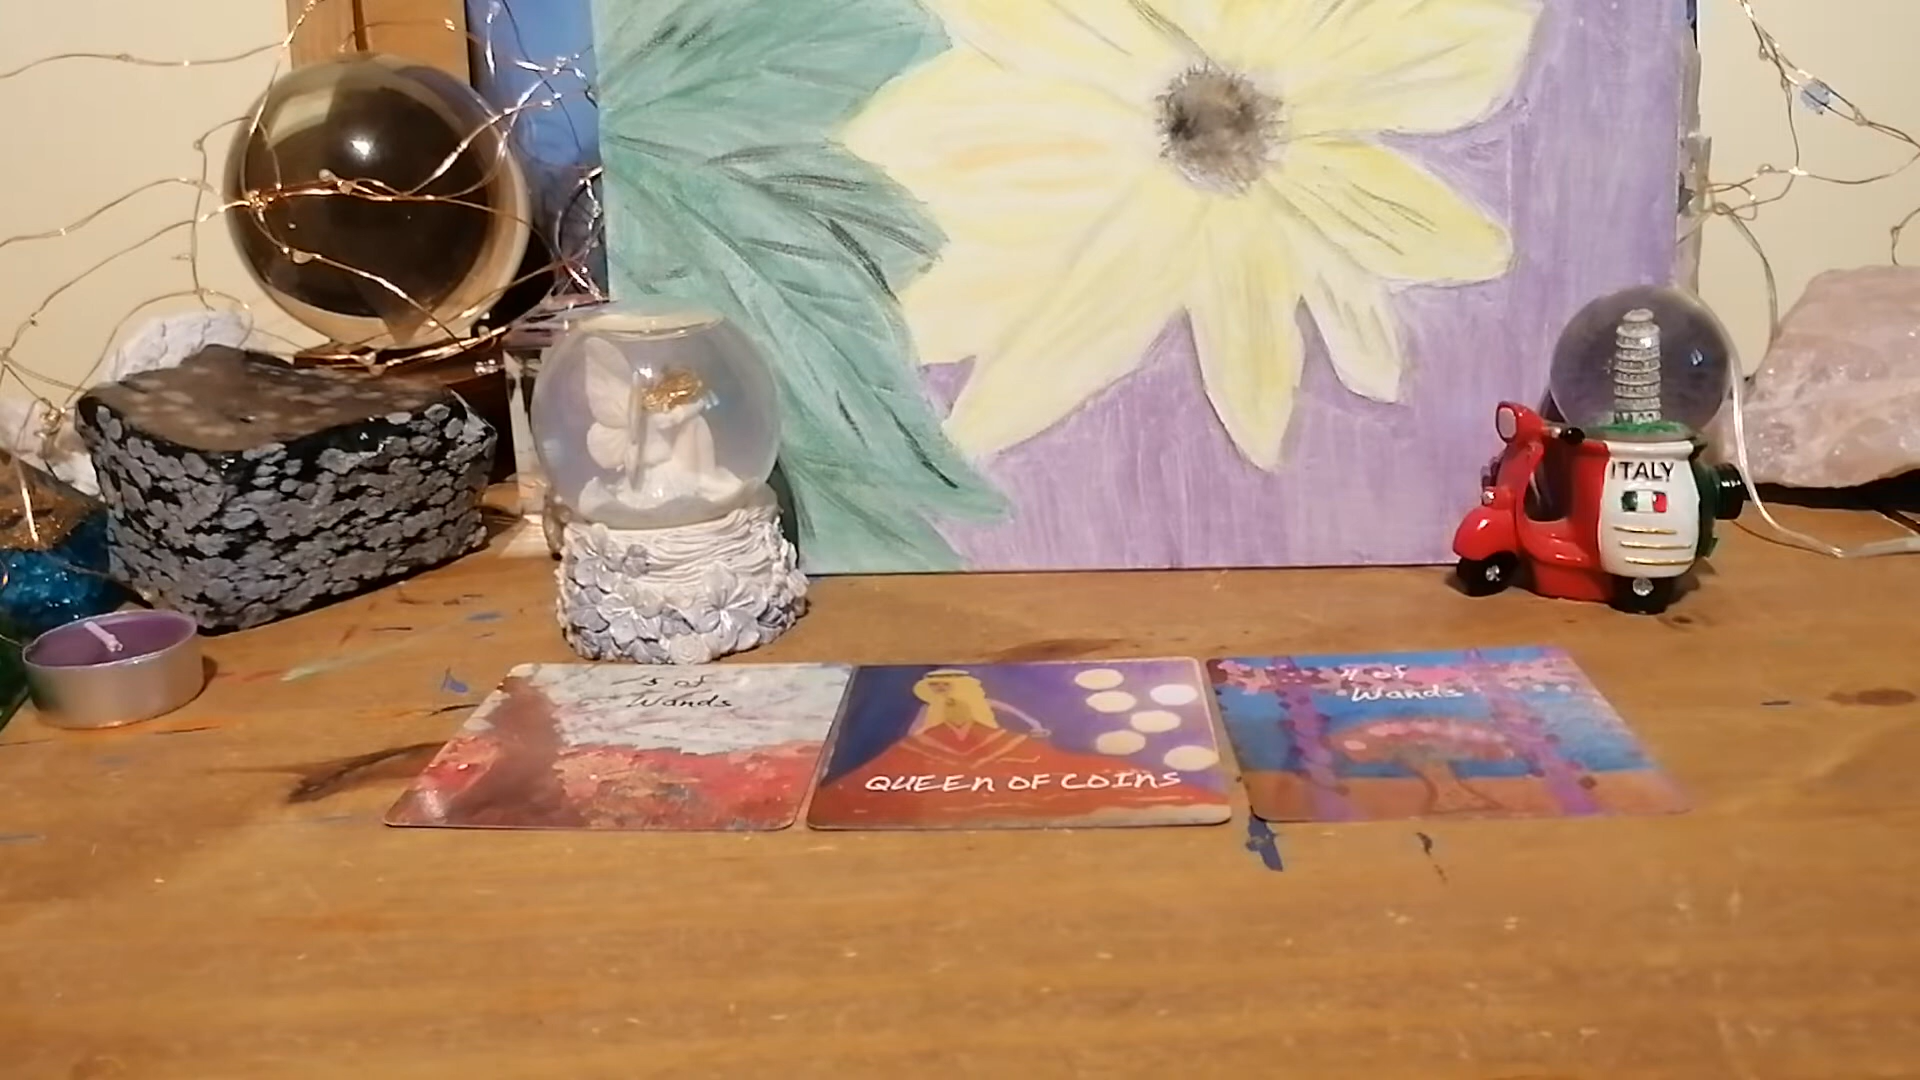 ITALY
5 of
Wands
QUEEN OF COINS
4 of
Wands